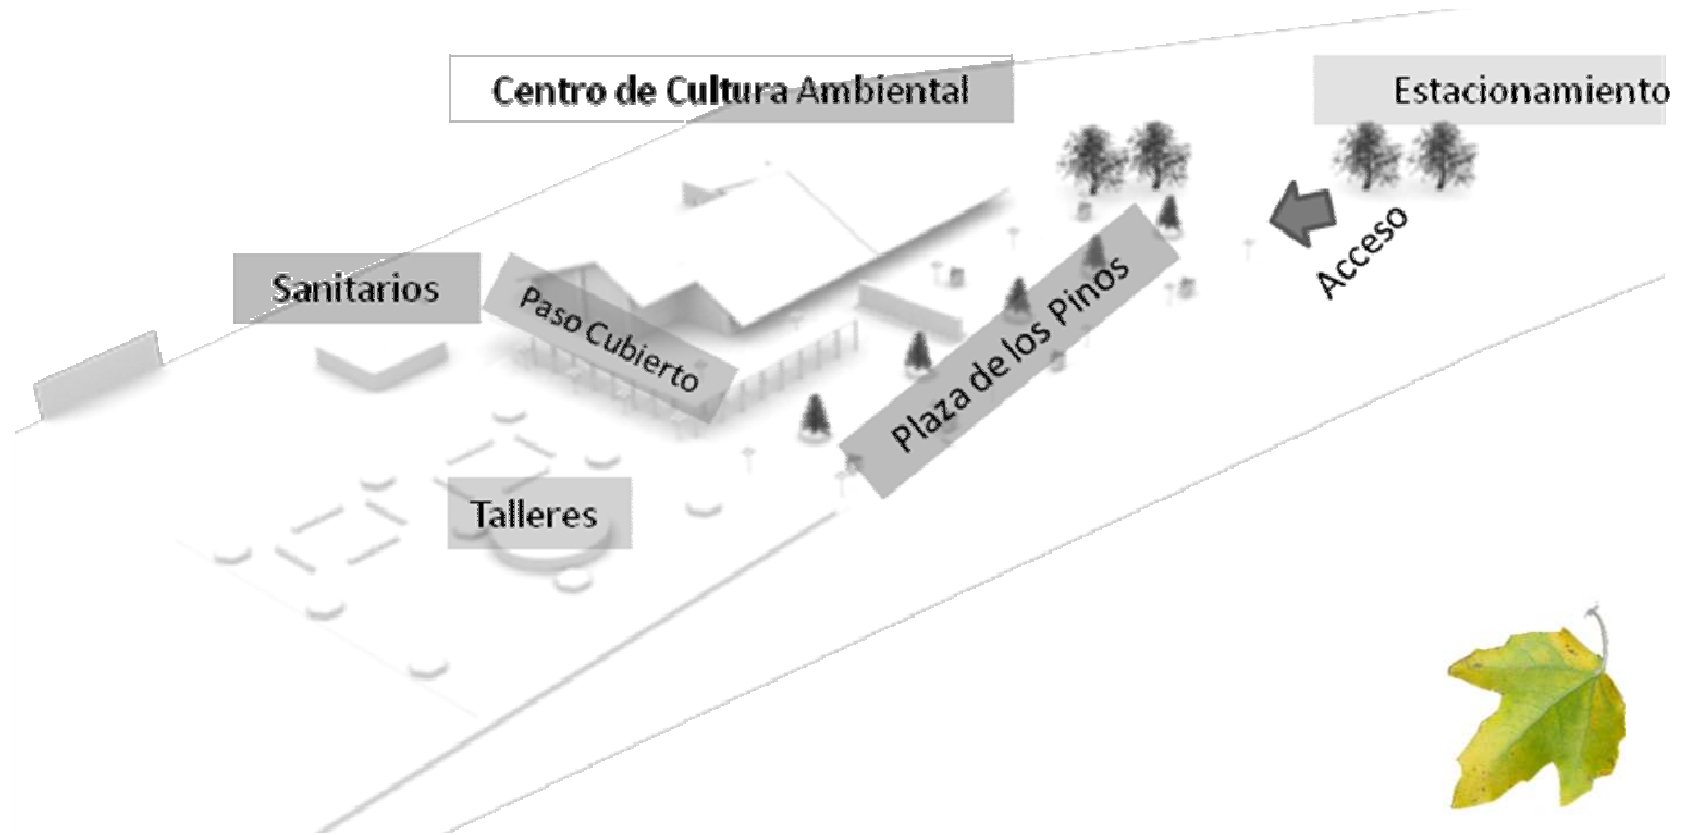 Centro de Cultura Ambiental
Estacionamiento
Acceso
Sanitarios
Paso Cubierto
Plaza de los Pinos
Talleres